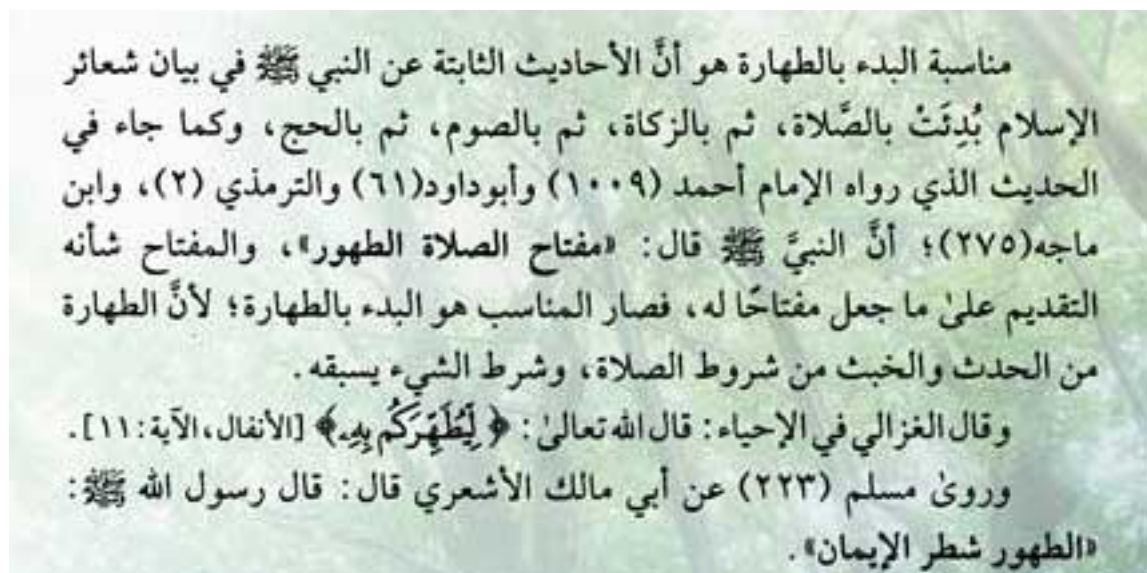 مناسبة البدء بالطهارة هو أنَّ الأحاديث الثابتة عن النبي ﷺ في بيان شعائر
الإسلام بُدِئَتْ بالصَّلاة، ثم بالزكاة، ثم بالصوم، ثم بالحج، وكما جاء في
الحديث الذي رواه الإمام أحمد (١٠٠٩) وأبوداود(٦١) والترمذي (٢)، وابن
ماجه(٢٧٥)؛ أنَّ النبيَّ ﷺ قال: «مفتاح الصلاة الطهور»، والمفتاح شأنه
التقديم علىٰ ما جعل مفتاحًا له، فصار المناسب هو البدء بالطهارة؛ لأنَّ الطهارة
من الحدث والخبث من شروط الصلاة، وشرط الشيء يسبقه.
وقال الغزالي في الإحياء: قال الله تعالىٰ: ﴿لِّيُطَهِّرَكُم بِهِۦ﴾ [الأنفال، الآية: ١١].
وروىٰ مسلم (٢٢٣) عن أبي مالك الأشعري قال: قال رسول الله ﷺ:
«الطهور شطر الإيمان».